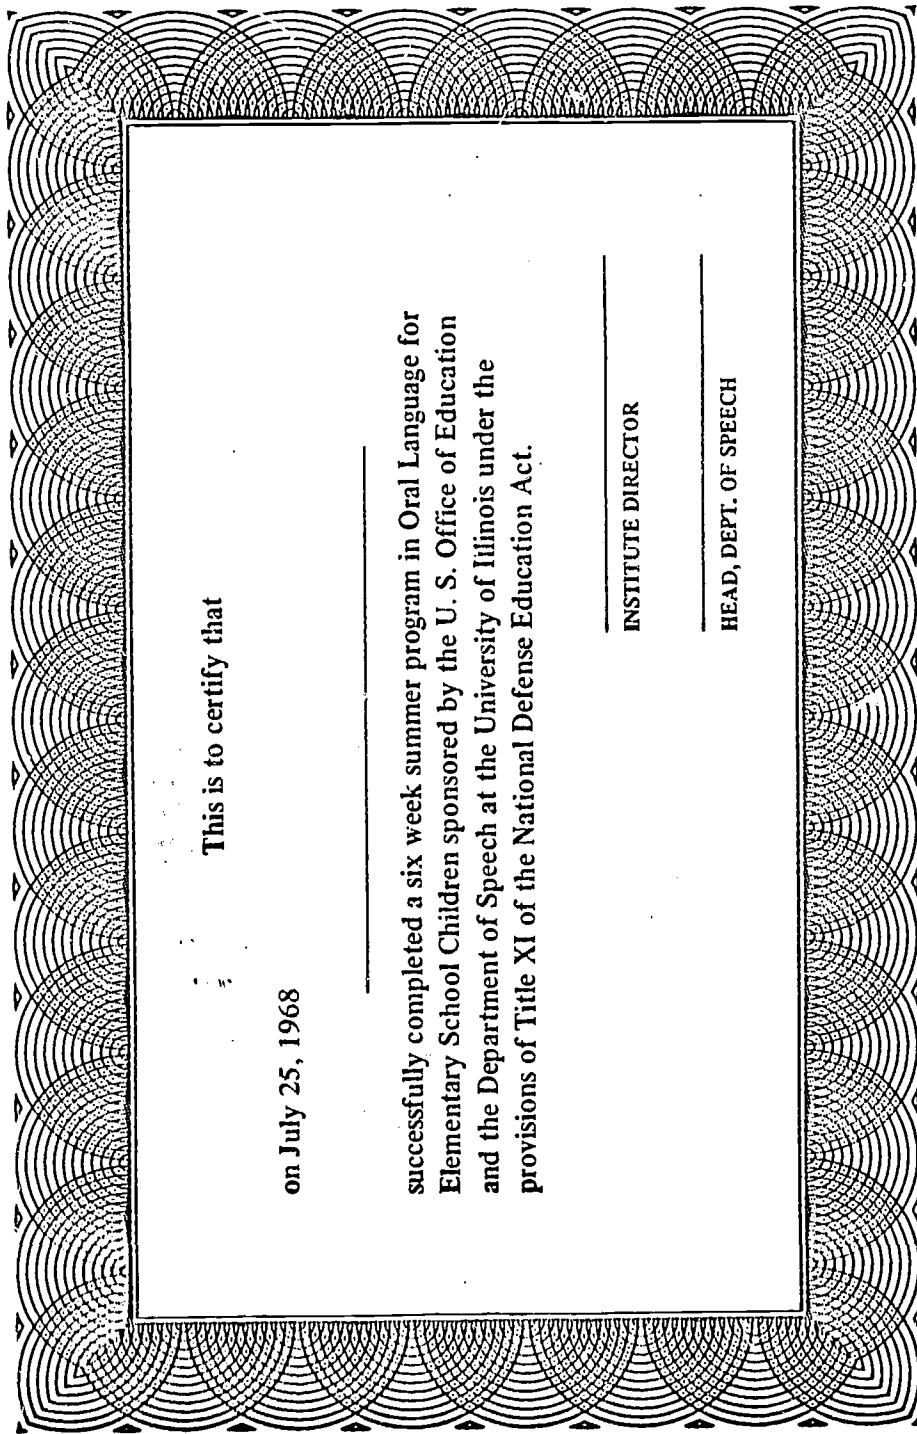 This is to certify that
on July 25, 1968
successfully completed a six week summer program in Oral Language for
Elementary School Children sponsored by the U. S. Office of Education
and the Department of Speech at the University of Illinois under the
provisions of Title XI of the National Defense Education Act.
INSTITUTE DIRECTOR
HEAD, DEPT. OF SPEECH